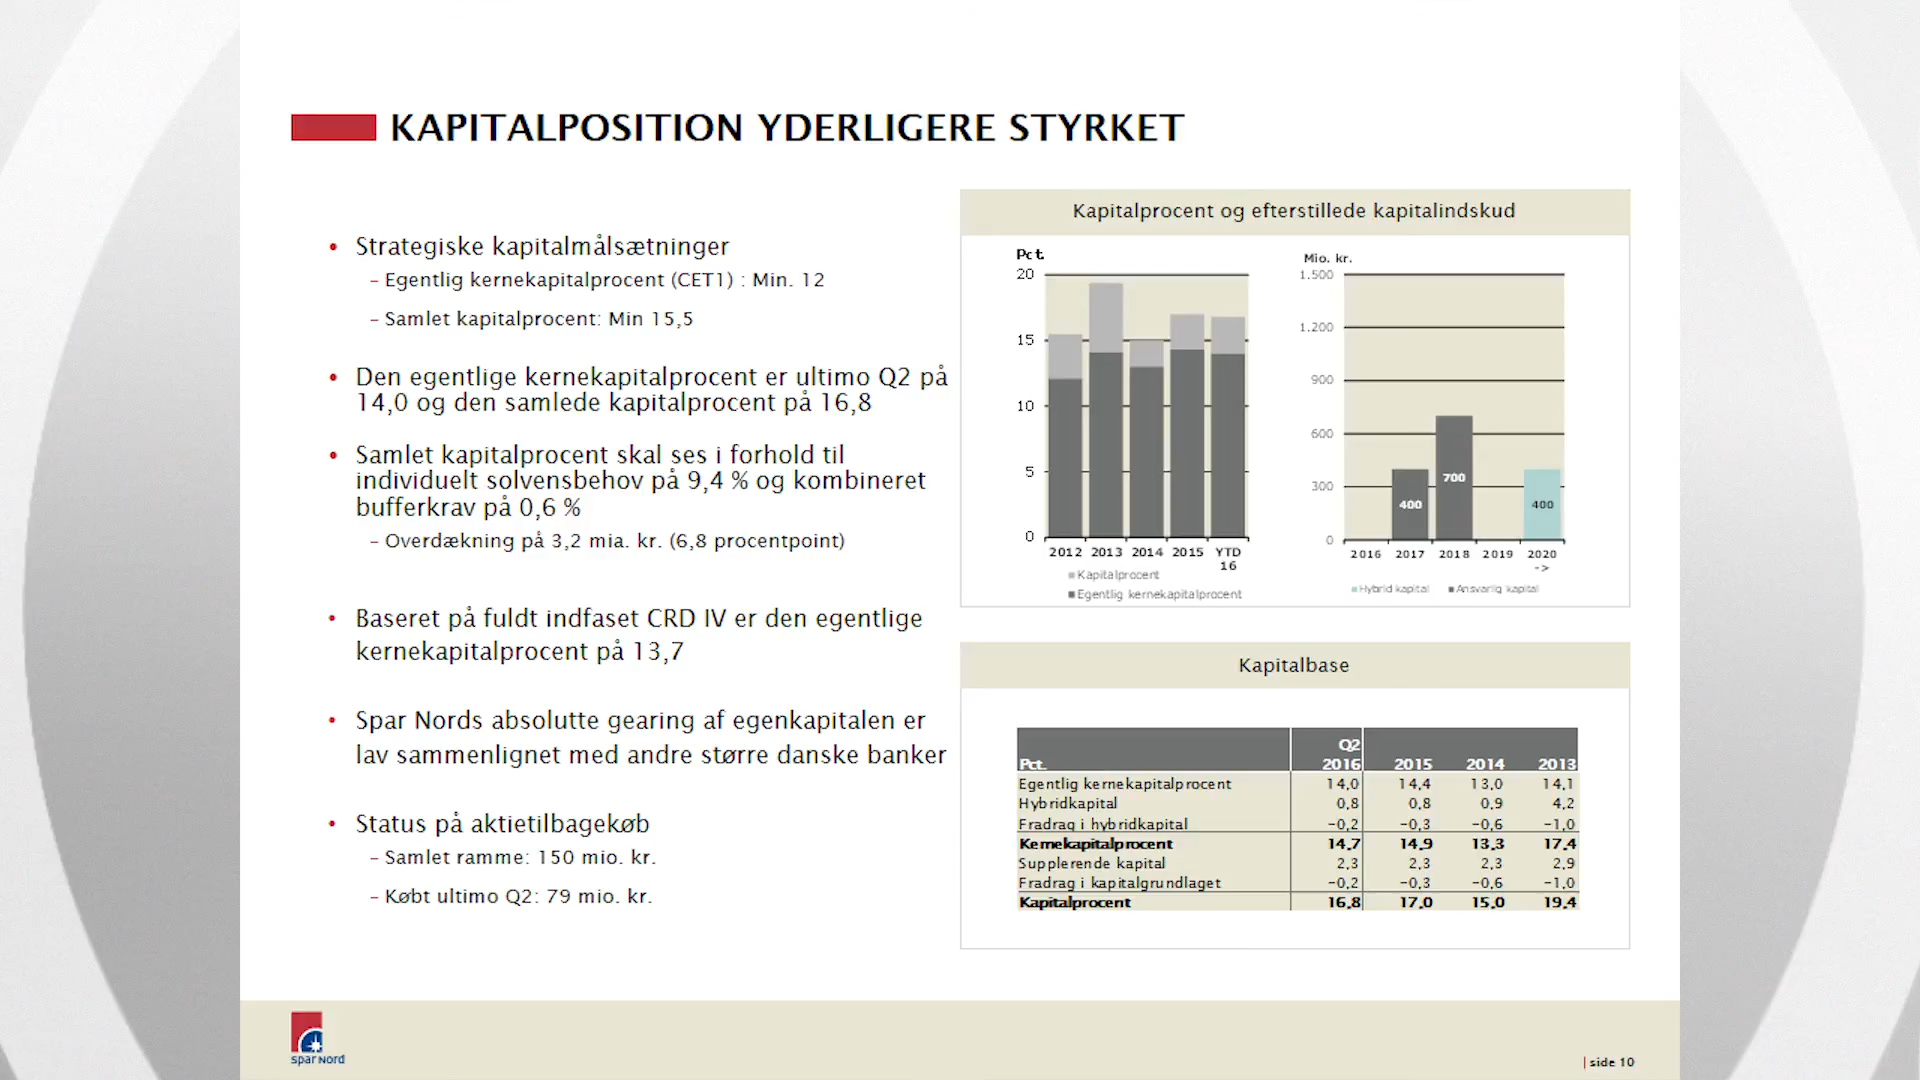 KAPITALPOSITION YDERLIGERE STYRKET
• Strategiske kapitalmålsætninger
– Egentlig kernekapitalprocent (CET1) : Min. 12
– Samlet kapitalprocent: Min 15,5
• Den egentlige kernekapitalprocent er ultimo Q2 på
14,0 og den samlede kapitalprocent på 16,8
• Samlet kapitalprocent skal ses i forhold til
individuelt solvensbehov på 9,4 % og kombineret
bufferkrav på 0,6 %
– Overdækning på 3,2 mia. kr. (6,8 procentpoint)
• Baseret på fuldt indfaset CRD IV er den egentlige
kernekapitalprocent på 13,7
• Spar Nords absolutte gearing af egenkapitalen er
lav sammenlignet med andre større danske banker
• Status på aktietilbagekøb
– Samlet ramme: 150 mio. kr.
– Købt ultimo Q2: 79 mio. kr.
Kapitalprocent og efterstillede kapitalindskud
Pct.
20
15
10
5
0
2012 2013 2014 2015 YTD
16
Kapitalprocent
Egentlig kernekapitalprocent
Mio. kr.
1.500
1.200
900
600
300
0
400
700
400
2016 2017 2018 2019 2020
->
Hybrid kapital Ansvarlig kapital
Kapitalbase
Q2
Pct. 2016 2015 2014 2013
Egentlig kernekapitalprocent 14,0 14,4 13,0 14,1
Hybridkapital 0,8 0,8 0,9 4,2
Fradrag i hybridkapital -0,2 -0,3 -0,6 -1,0
Kernekapitalprocent 14,7 14,9 13,3 17,4
Supplerende kapital 2,3 2,3 2,3 2,9
Fradrag i kapitalgrundlaget -0,2 -0,3 -0,6 -1,0
Kapitalprocent 16,8 17,0 15,0 19,4
spar nord
| side 10